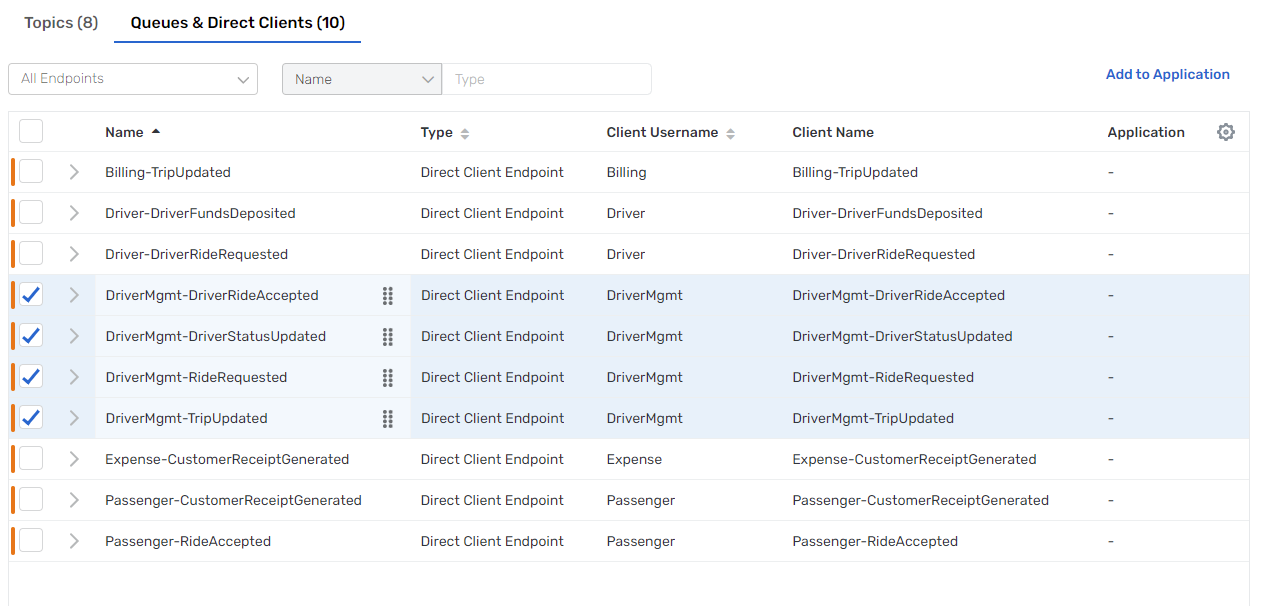 Topics (8) Queues & Direct Clients (10)
All Endpoints Name Type Add to Application
Name Type Client Username Client Name Application
Billing-TripUpdated Direct Client Endpoint Billing Billing-TripUpdated -
Driver-DriverFundsDeposited Direct Client Endpoint Driver Driver-DriverFundsDeposited -
Driver-DriverRideRequested Direct Client Endpoint Driver Driver-DriverRideRequested -
DriverMgmt-DriverRideAccepted Direct Client Endpoint DriverMgmt DriverMgmt-DriverRideAccepted -
DriverMgmt-DriverStatusUpdated Direct Client Endpoint DriverMgmt DriverMgmt-DriverStatusUpdated -
DriverMgmt-RideRequested Direct Client Endpoint DriverMgmt DriverMgmt-RideRequested -
DriverMgmt-TripUpdated Direct Client Endpoint DriverMgmt DriverMgmt-TripUpdated -
Expense-CustomerReceiptGenerated Direct Client Endpoint Expense Expense-CustomerReceiptGenerated -
Passenger-CustomerReceiptGenerated Direct Client Endpoint Passenger Passenger-CustomerReceiptGenerated -
Passenger-RideAccepted Direct Client Endpoint Passenger Passenger-RideAccepted -